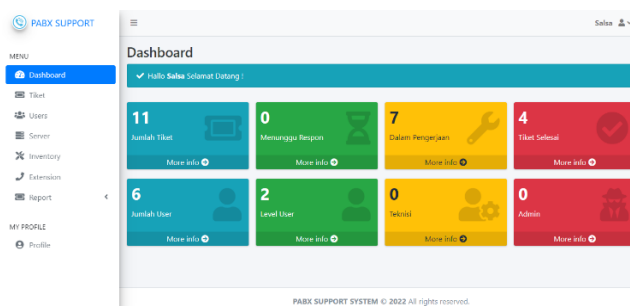 PABX SUPPORT
Salsa
MENU
Dashboard
Tiket
Users
Server
Inventory
Extension
Report
MY PROFILE
Profile
Dashboard
Hallo Salsa Selamat Datang !
11
Jumlah Tiket
More info
0
Menunggu Respon
More info
7
Dalam Pengerjaan
More info
4
Tiket Selesai
More info
6
Jumlah User
More info
2
Level User
More info
0
Teknisi
More info
0
Admin
More info
PABX SUPPORT SYSTEM © 2022 All rights reserved.